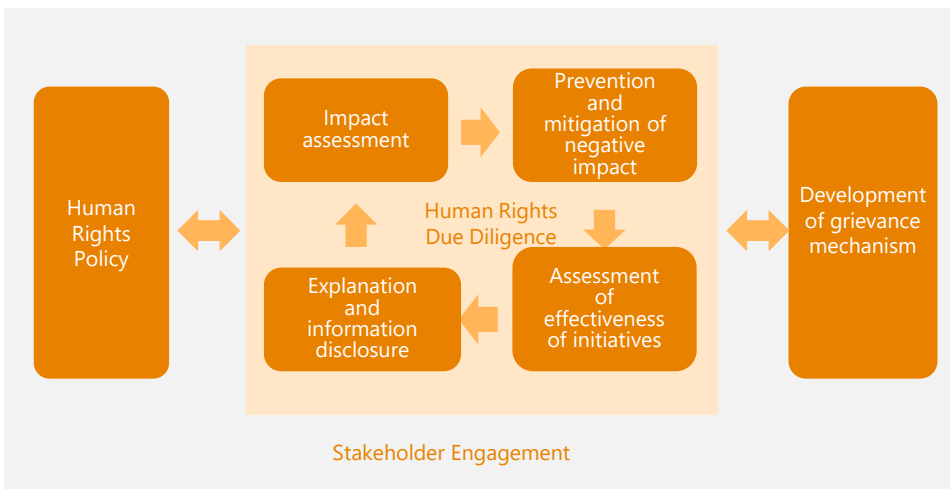 Human
Rights
Policy
Impact
assessment
Prevention
and
mitigation of
negative
impact
Human Rights
Due Diligence
Explanation
and
information
disclosure
Assessment
of
effectiveness
of initiatives
Development
of grievance
mechanism
Stakeholder Engagement